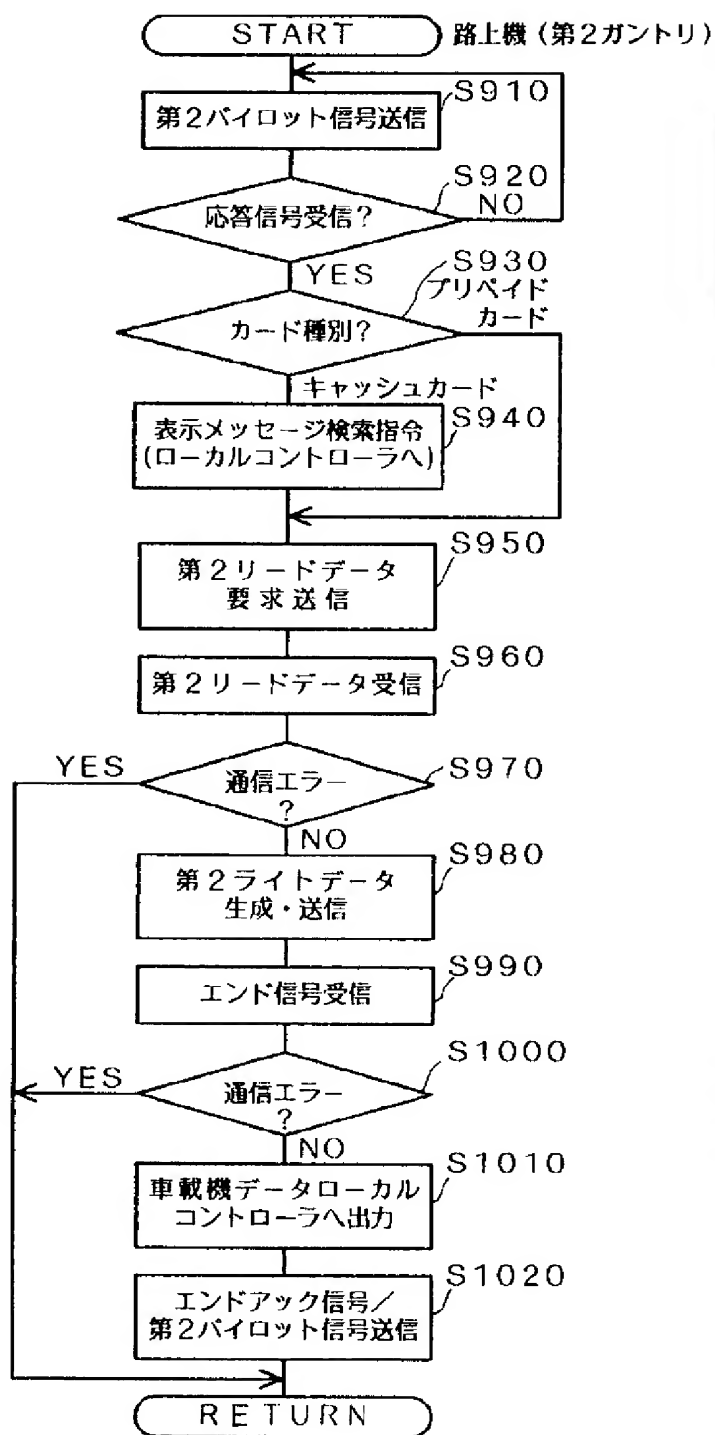 START
路上機(第2ガントリ)
S910
第2パイロット信号送信
S920
応答信号受信?
NO
YES
S930
プリペイド
カード
カード種別?
キャッシュカード
S940
表示メッセージ検索指令
(ローカルコントローラへ)
S950
第2リードデータ
要求送信
S960
第2リードデータ受信
YES
S970
通信エラー
?
NO
S980
第2ライトデータ
生成・送信
S990
エンド信号受信
S1000
YES
通信エラー
?
NO
S1010
車載機データローカル
コントローラへ出力
S1020
エンドアック信号/
第2パイロット信号送信
RETURN